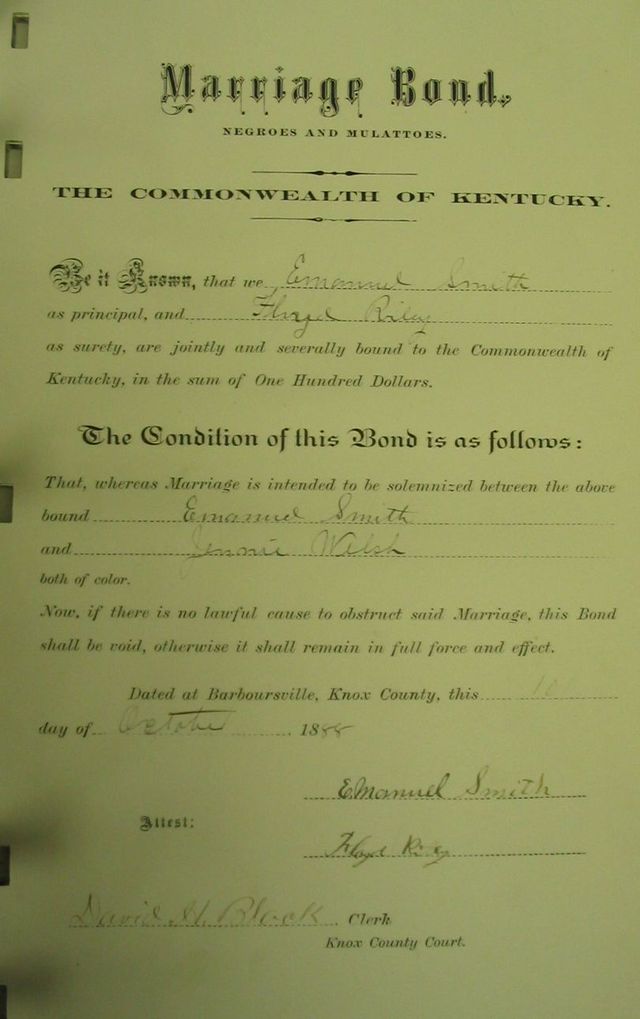 Marriage Bond,
NEGROES AND MULATTOES.
THE COMMONWEALTH OF KENTUCKY.
Be it Known, that we Emanuel Smith
as principal, and Floyd Riley
as surety, are jointly and severally bound to the Commonwealth of
Kentucky, in the sum of One Hundred Dollars.
The Condition of this Bond is as follows:
That, whereas Marriage is intended to be solemnized between the above
bound Emanuel Smith
and Jennie Welsh
both of color.
Now, if there is no lawful cause to obstruct said Marriage, this Bond
shall be void, otherwise it shall remain in full force and effect.
Dated at Barboursville, Knox County, this
day of October 1888
Emanuel Smith
Attest:
Floyd
David H. Black Clerk
Knox County Court.